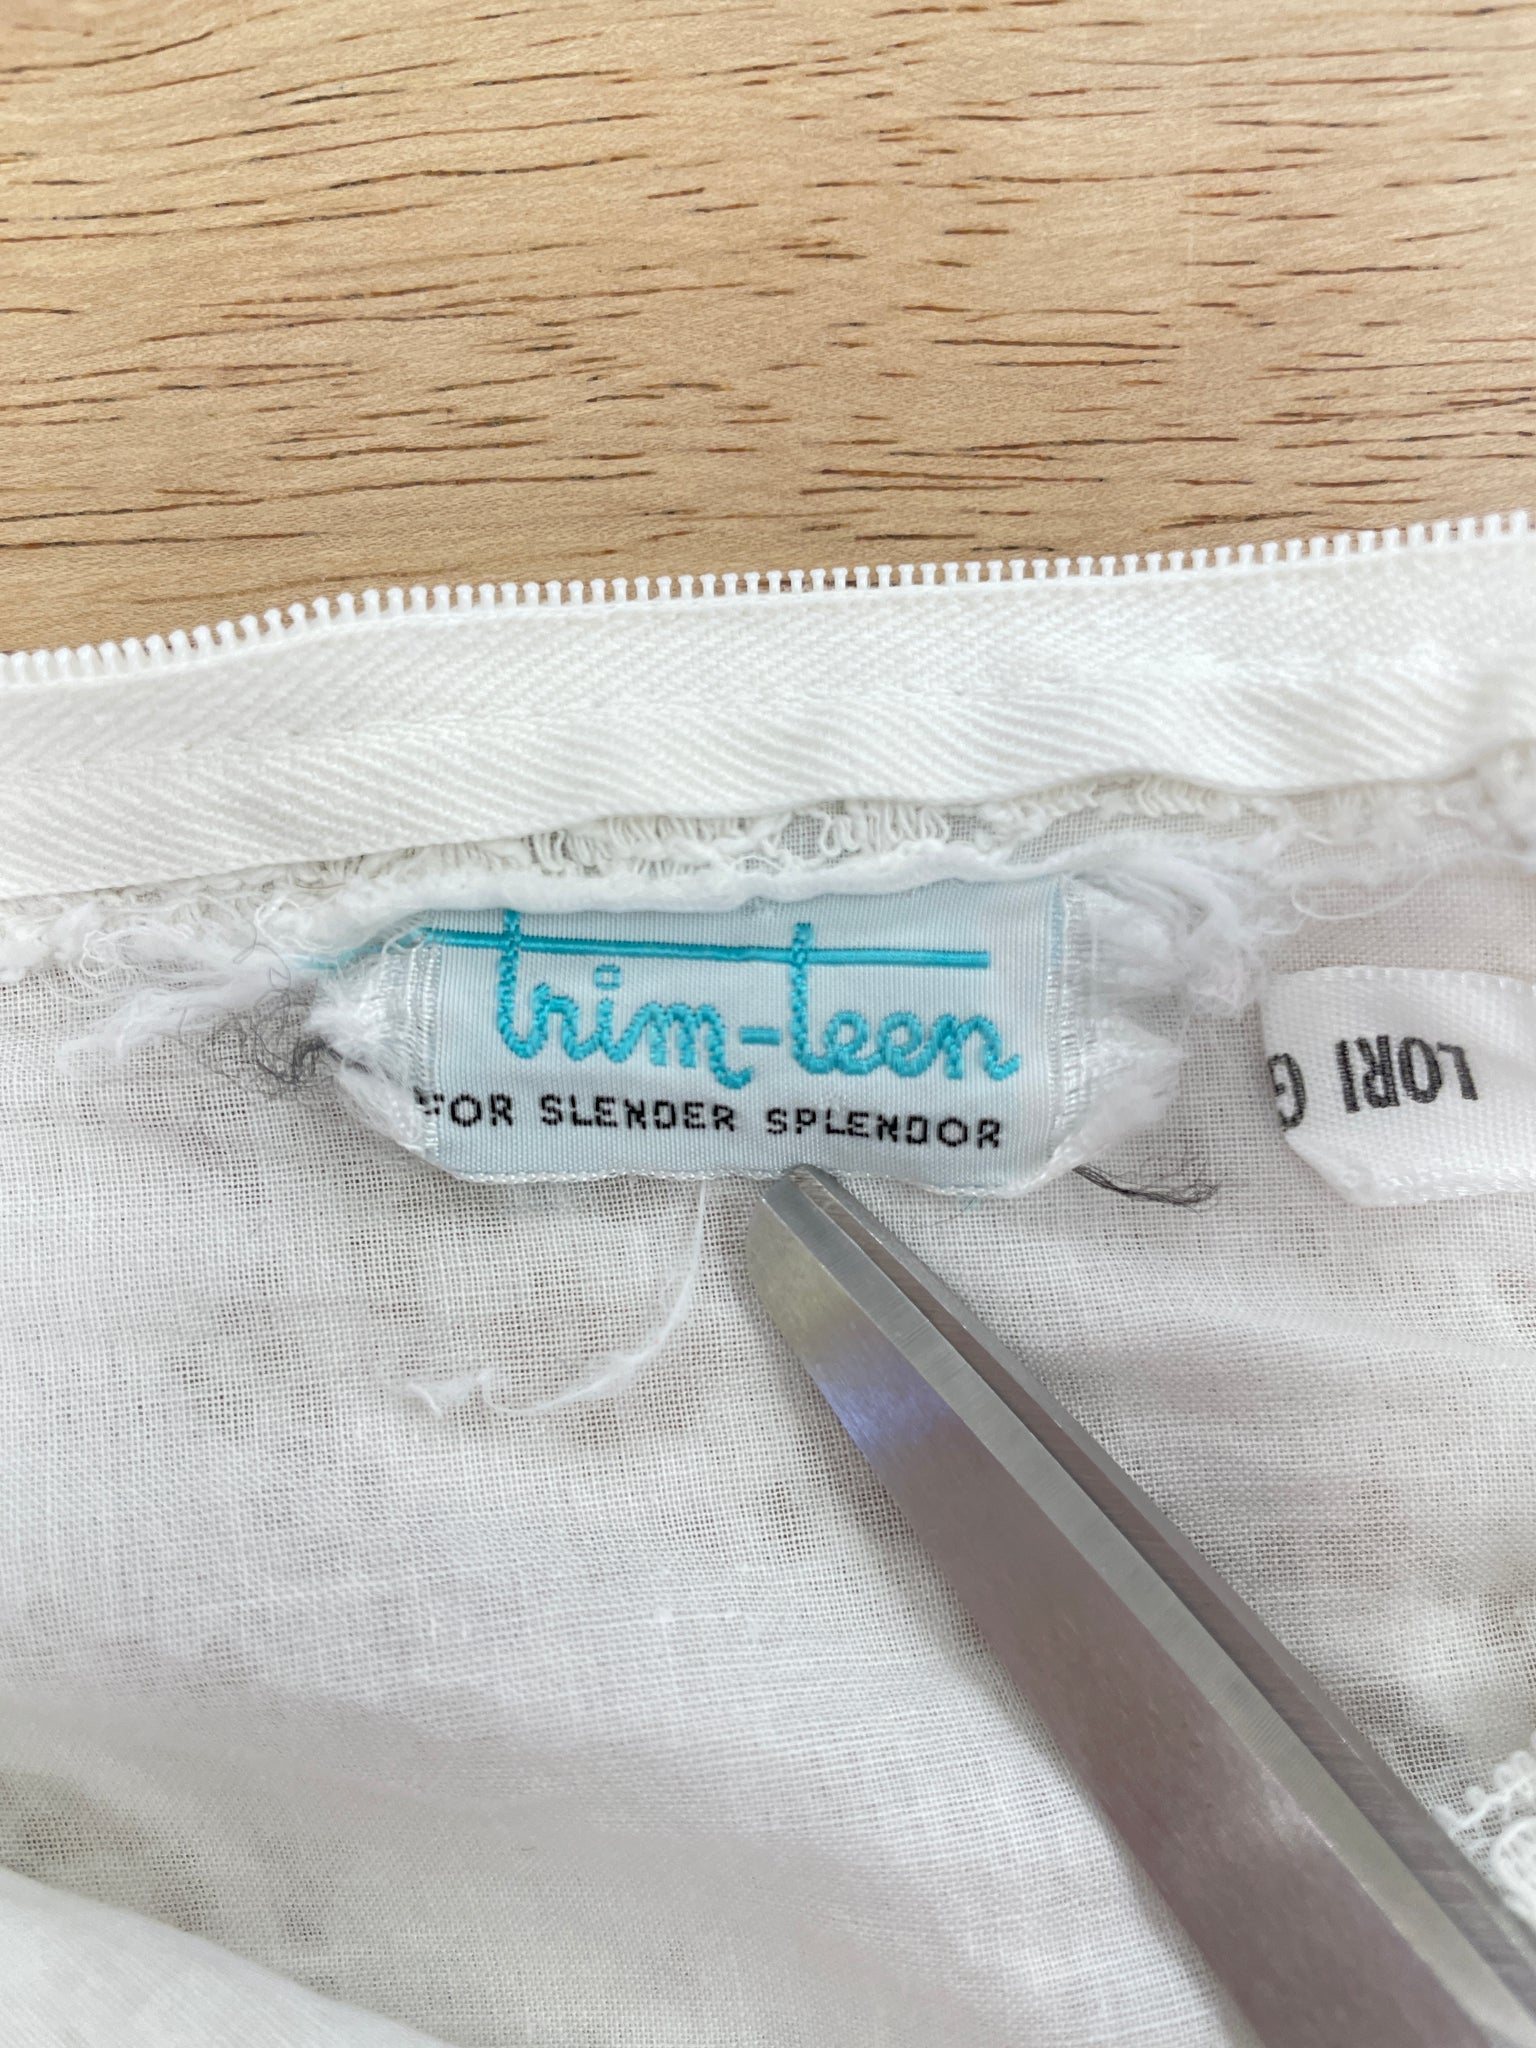 trim-teen
FOR SLENDER SPLENDOR
LORI G